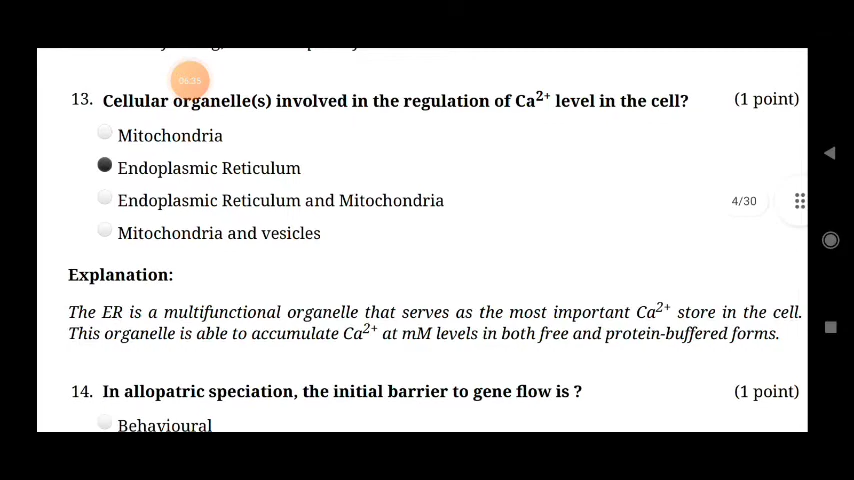 06:35
13. Cellular organelle(s) involved in the regulation of Ca2+ level in the cell? (1 point)
Mitochondria
Endoplasmic Reticulum
Endoplasmic Reticulum and Mitochondria
4/30
Mitochondria and vesicles
Explanation:
The ER is a multifunctional organelle that serves as the most important Ca2+ store in the cell.
This organelle is able to accumulate Ca2+ at mM levels in both free and protein-buffered forms.
14. In allopatric speciation, the initial barrier to gene flow is ? (1 point)
Behavioural